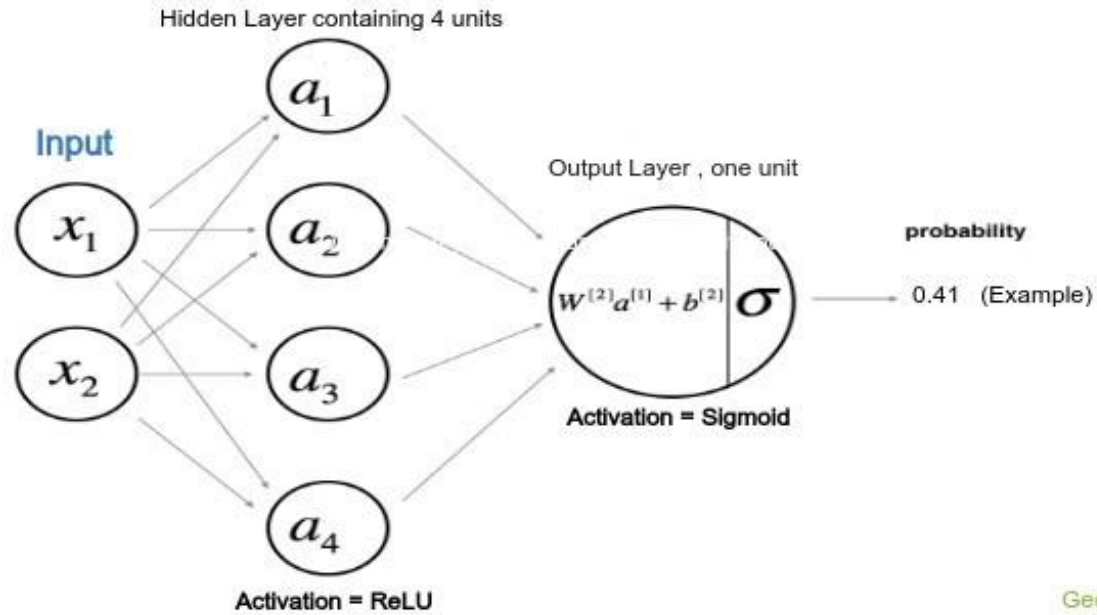 Hidden Layer containing 4 units
a₁
Input
Output Layer , one unit
x₁
a₂
probability
W^[2]a^[1] + b^[2] σ
0.41 (Example)
x₂
a₃
Activation = Sigmoid
a₄
Activation = ReLU